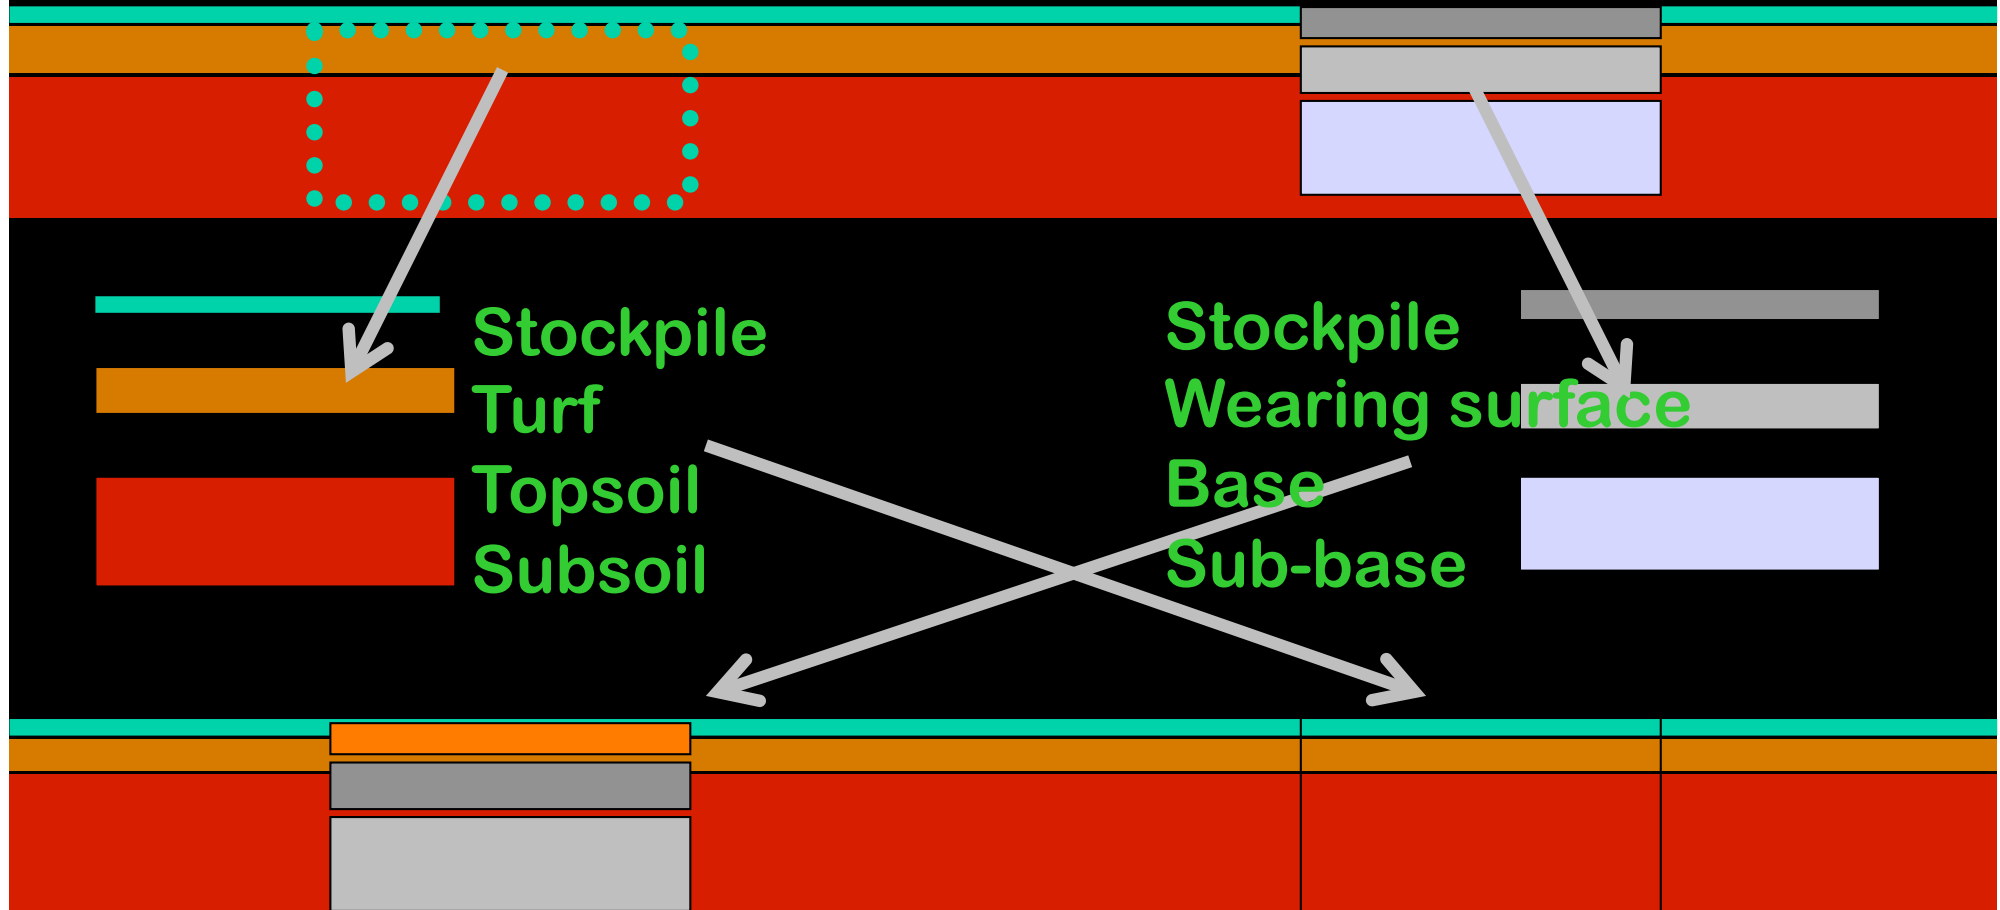 Stockpile
Turf
Topsoil
Subsoil
Stockpile
Wearing surface
Base
Sub-base